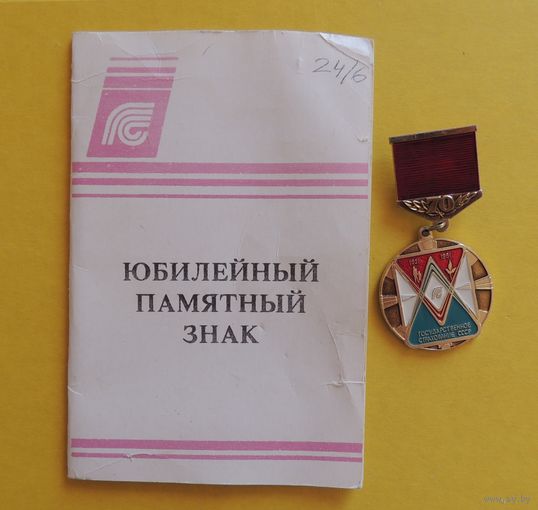 24/6
ЮБИЛЕЙНЫЙ
ПАМЯТНЫЙ
ЗНАК
70
1921 1991
ГОСУДАРСТВЕННОЕ
СТРАХОВАНИЕ СССР